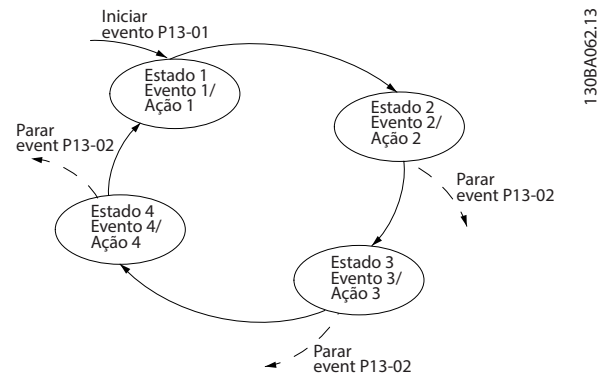 Iniciar
evento P13-01
130BA062.13
Estado 1
Evento 1/
Ação 1
Estado 2
Evento 2/
Ação 2
Parar
event P13-02
Parar
event P13-02
Estado 4
Evento 4/
Ação 4
Estado 3
Evento 3/
Ação 3
Parar
event P13-02